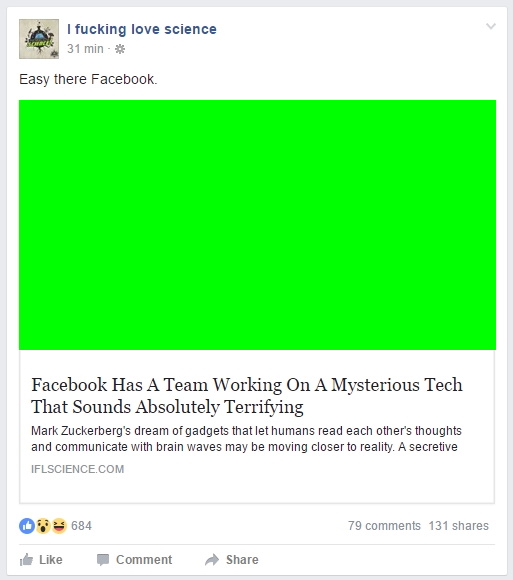 I fucking love science
31 min ·
Easy there Facebook.
Facebook Has A Team Working On A Mysterious Tech
That Sounds Absolutely Terrifying
Mark Zuckerberg's dream of gadgets that let humans read each other's thoughts
and communicate with brain waves may be moving closer to reality. A secretive
IFLSCIENCE.COM
684
79 comments 131 shares
Like Comment Share